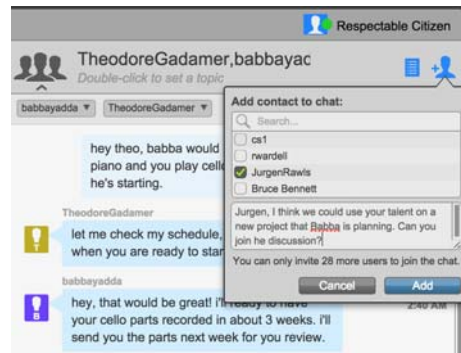 Respectable Citizen
TheodoreGadamer,babbayac
Double-click to set a topic
babbayadda
TheodoreGadamer
Add contact to chat:
Search...
cs1
rwardell
JurgenRawls
Bruce Bennett
Jurgen, I think we could use your talent on a
new project that Babba is planning. Can you
join he discussion?
You can only invite 28 more users to join the chat.
Cancel
Add
hey theo, babba would
piano and you play cell
he's starting.
TheodoreGadamer
T
let me check my schedule,
when you are ready to star
babbayadda
B
hey, that would be great! i'll ready to have
your cello parts recorded in about 3 weeks. i'll
send you the parts next week for you review.
2:40 AM